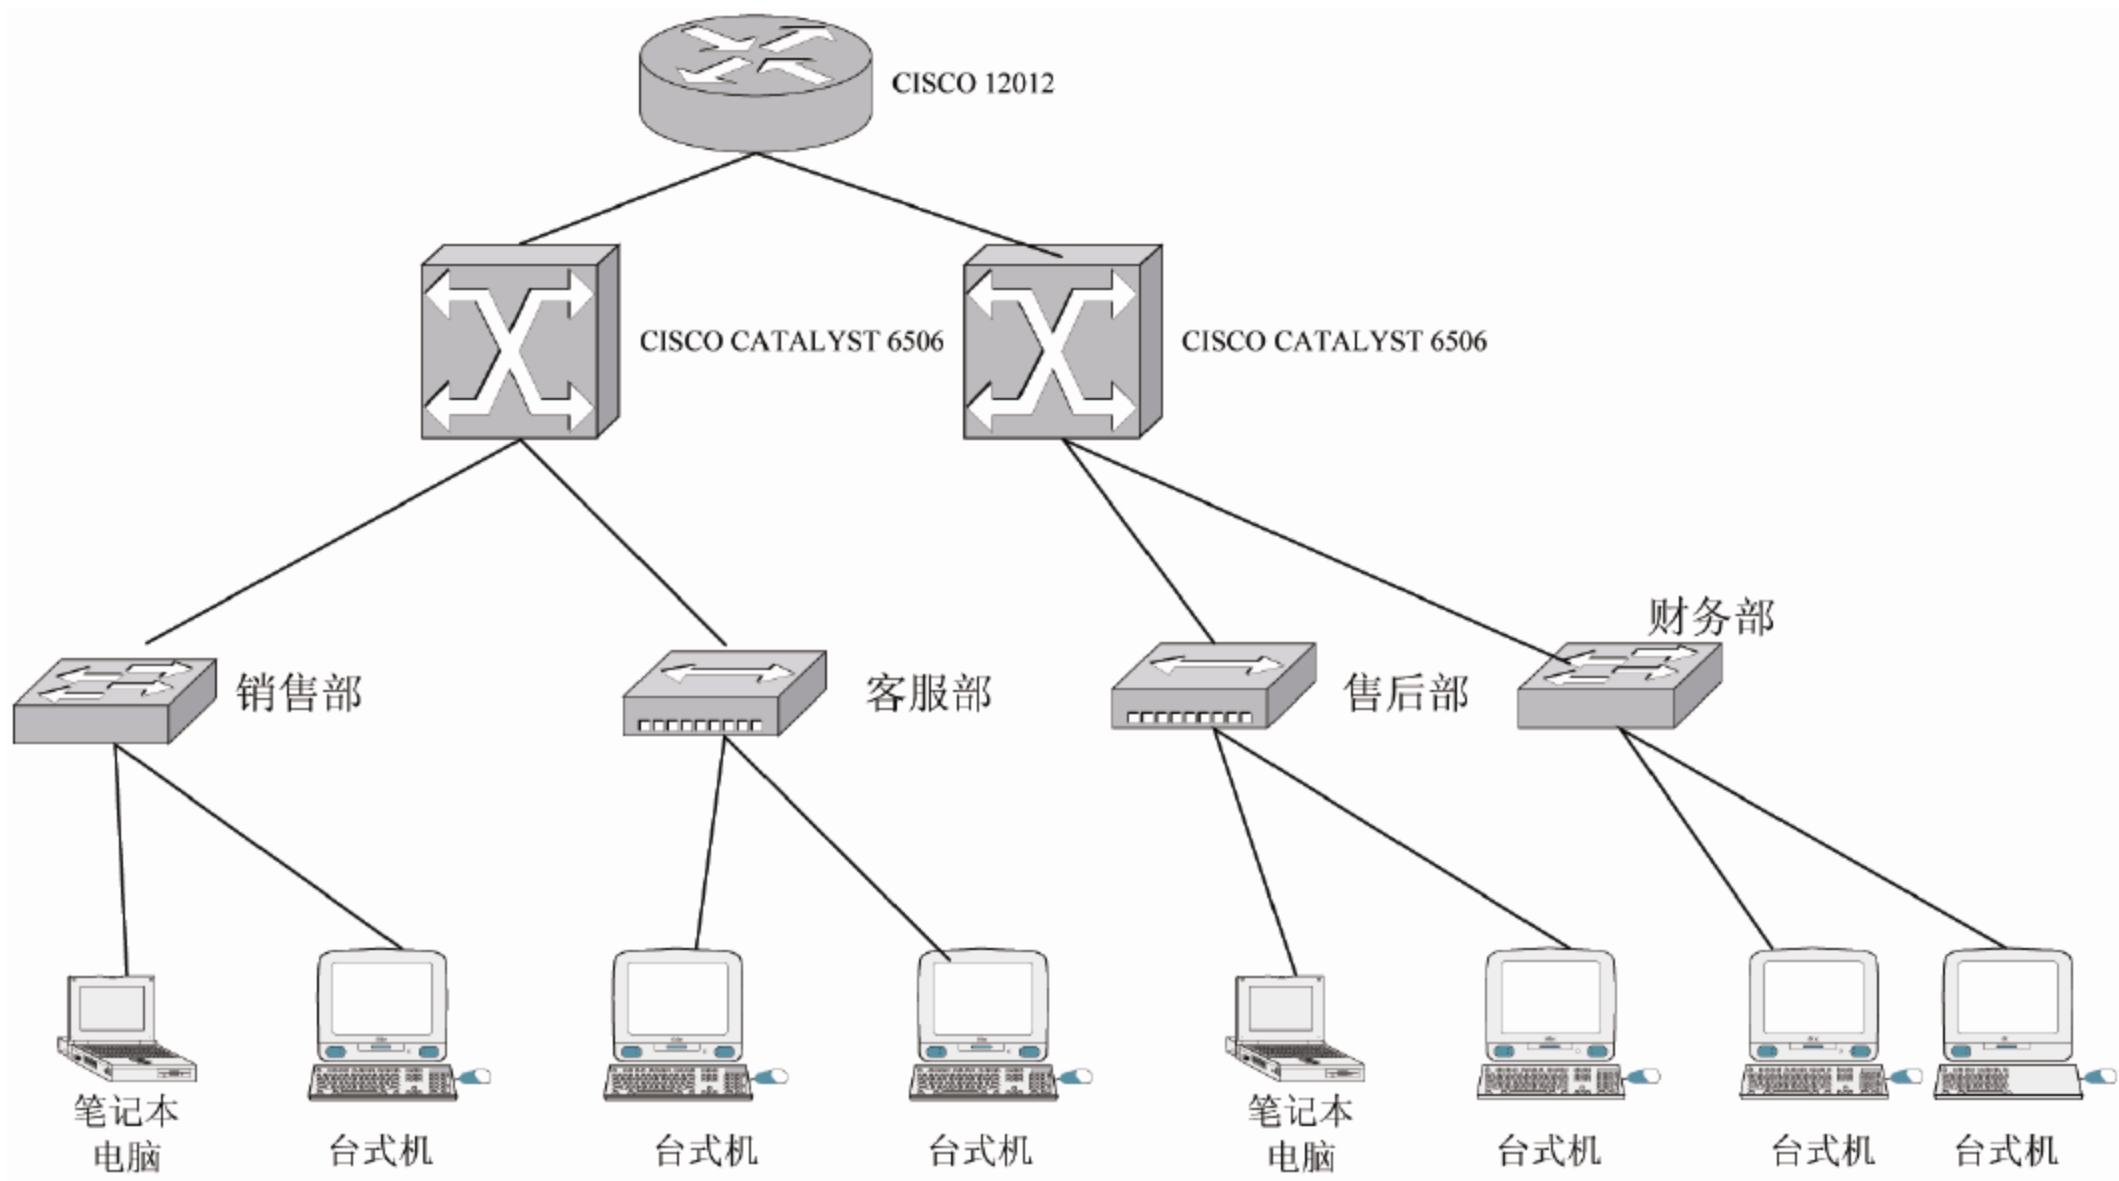 CISCO 12012
CISCO CATALYST 6506
CISCO CATALYST 6506
财务部
销售部
客服部
售后部
笔记本
电脑
台式机
台式机
台式机
笔记本
电脑
台式机
台式机
台式机